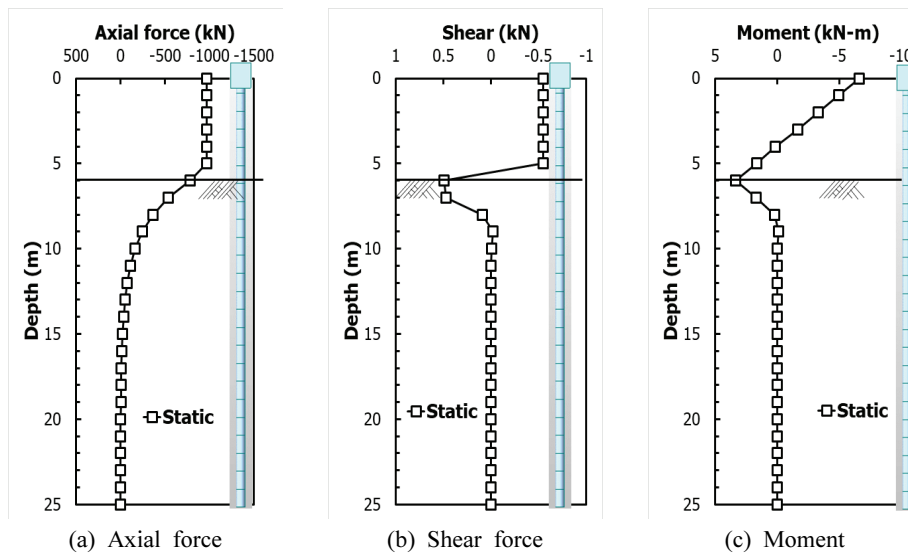 Axial force (kN)
500 0 -500 -1000 -1500
0
5
10
15
20
25
Depth (m)
Static
(a) Axial force
Shear (kN)
1 0.5 0 -0.5 -1
0
5
10
15
20
25
Depth (m)
Static
(b) Shear force
Moment (kN-m)
5 0 -5 -10
0
5
10
15
20
25
Depth (m)
Static
(c) Moment